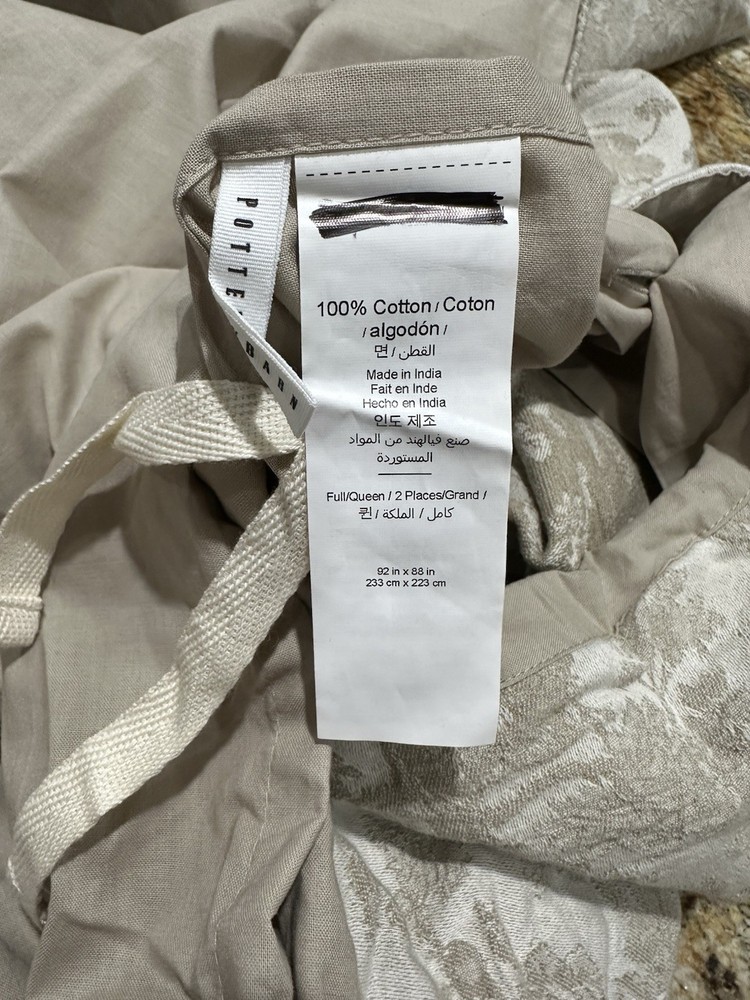 POTTE BARN
100% Cotton / Coton
/ algodón /
면 / القطن
Made in India
Fait en Inde
Hecho en India
인도 제조
صنع فيالهند من المواد
المستوردة
Full/Queen / 2 Places/Grand /
퀸 / كامل / الملكة
92 in x 88 in
233 cm x 223 cm